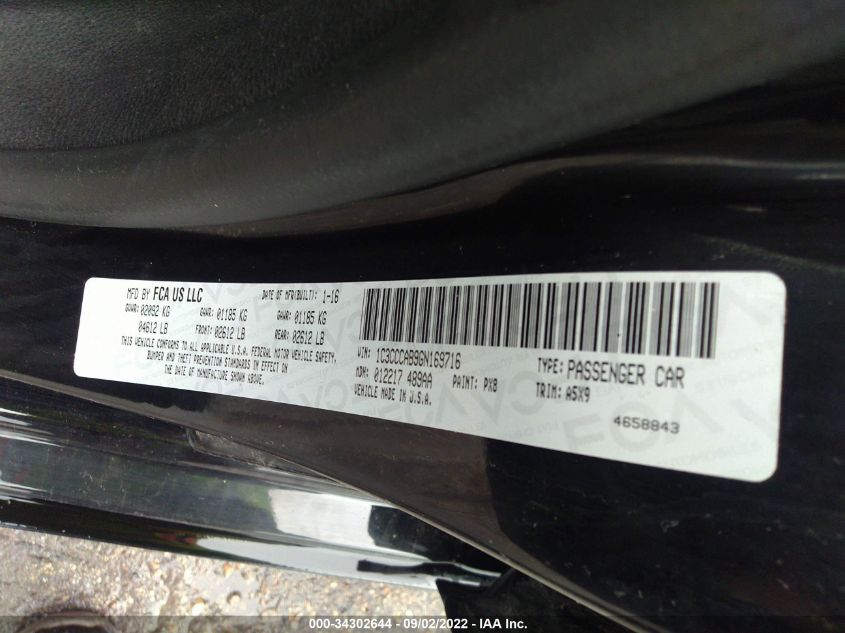 MFD BY FCA US LLC DATE OF MFR(BUILT): 1-16
GVWR: 02092 KG GAWR: 01185 KG GAWR: 01185 KG
04612 LB FRONT: 02612 LB REAR: 02612 LB
THIS VEHICLE CONFORMS TO ALL APPLICABLE U.S.A. FEDERAL MOTOR VEHICLE SAFETY,
BUMPER AND THEFT PREVENTION STANDARDS IN EFFECT ON
THE DATE OF MANUFACTURE SHOWN ABOVE.
VIN: 1C3CCCAB9GN169716 TYPE: PASSENGER CAR
MDH: 012217 489AA PAINT: PX8 TRIM: A5X9
VEHICLE MADE IN U.S.A.
4658843
000-34302644 - 09/02/2022 - IAA Inc.